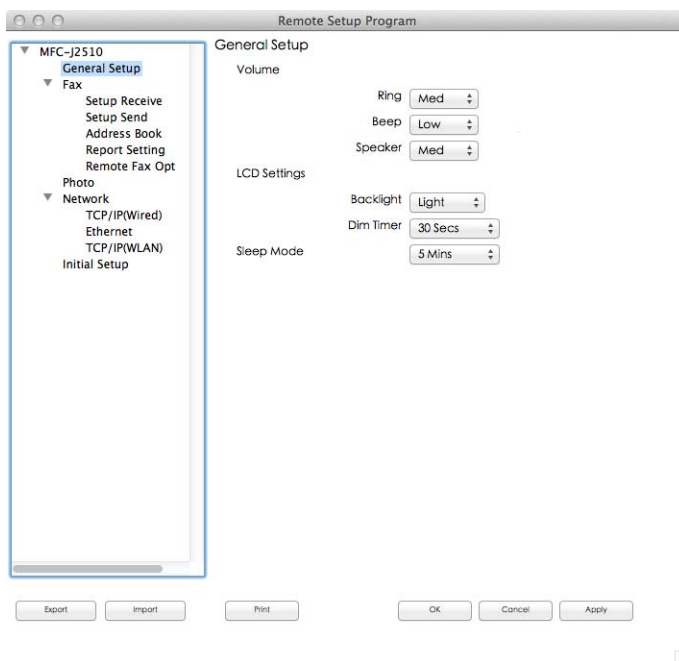 Remote Setup Program
MFC-J2510
General Setup
Fax
Setup Receive
Setup Send
Address Book
Report Setting
Remote Fax Opt
Photo
Network
TCP/IP(Wired)
Ethernet
TCP/IP(WLAN)
Initial Setup
General Setup
Volume
Ring Med
Beep Low
Speaker Med
LCD Settings
Backlight Light
Dim Timer 30 Secs
Sleep Mode 5 Mins
Export Import Print OK Cancel Apply